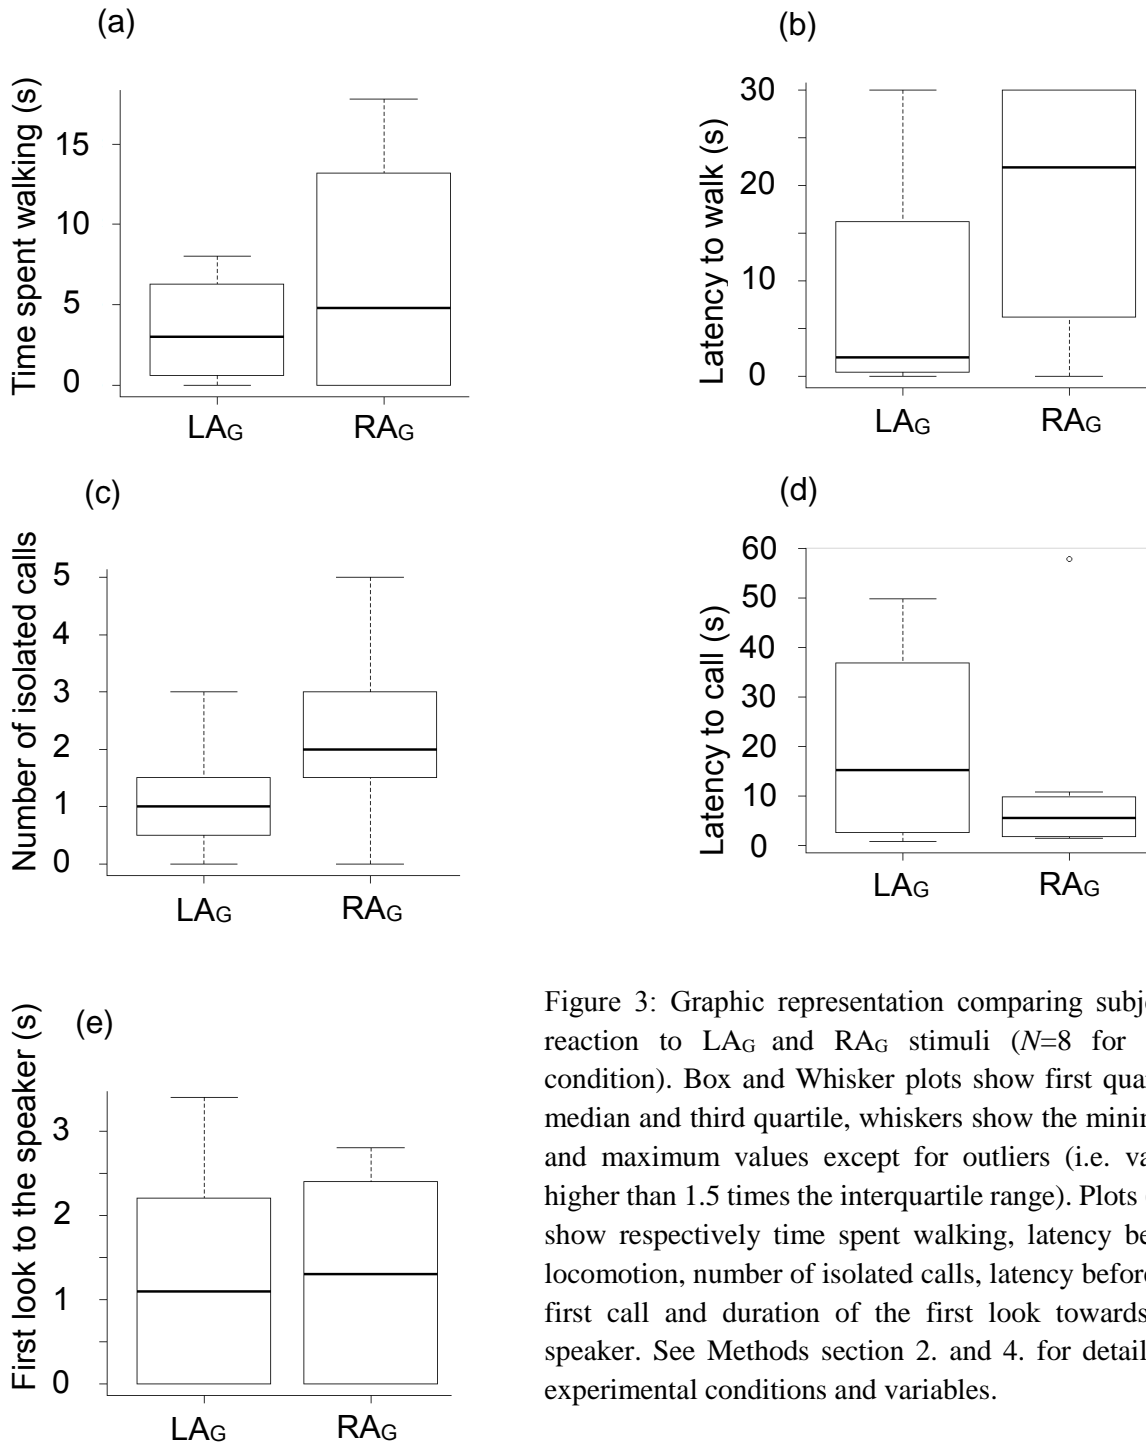 (a)
Time spent walking (s)
15
10
5
0
LAG
RAG
(b)
Latency to walk (s)
30
20
10
0
LAG
RAG
(c)
Number of isolated calls
5
4
3
2
1
0
LAG
RAG
(d)
Latency to call (s)
60
50
40
30
20
10
0
LAG
RAG
(e)
First look to the speaker (s)
3
2
1
0
LAG
RAG
Figure 3: Graphic representation comparing
reaction to LAG and RAG stimuli (N=8 for
condition). Box and Whisker plots show first
median and third quartile, whiskers show the
and maximum values except for outliers (i.e.
higher than 1.5 times the interquartile range). Plots
show respectively time spent walking, latency
locomotion, number of isolated calls, latency before
first call and duration of the first look towards
speaker. See Methods section 2. and 4. for
experimental conditions and variables.